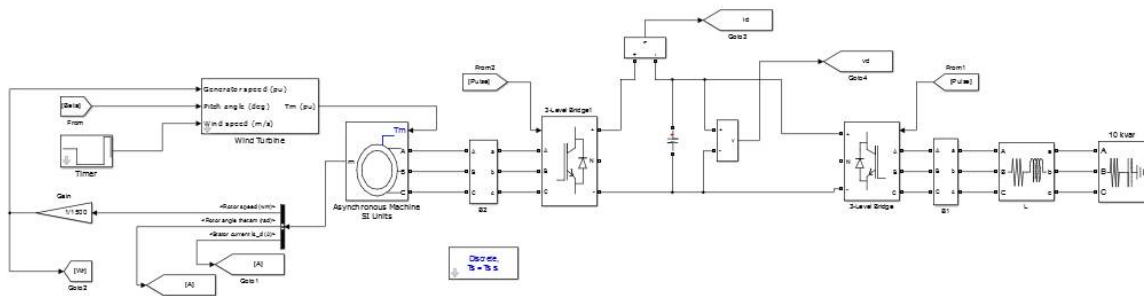 Id
Goto3
From2
[Pulse]
vd
Goto4
From1
[Pulse]
Generator speed (pu)
Pitch angle (deg)
Wind speed (m/s)
Tm (pu)
Wind Turbine
[Beta]
From
Timer
3-Level Bridge1
10 kvar
Tm
m
A
B
C
Asynchronous Machine
SI Units
A
B
C
a
b
c
B2
A
B
C
+
N
-
+
-
v
+
N
-
A
B
C
3-Level Bridge
A
B
C
a
b
c
B1
A
B
C
a
b
c
L
A
B
C
Gain
1/1500
<Rotor speed (wm)>
<Rotor angle thetam (rad)>
<Stator current is_d (A)>
[Wr]
Goto2
[A]
Goto1
[A]
Discrete,
Ts = Ts s.